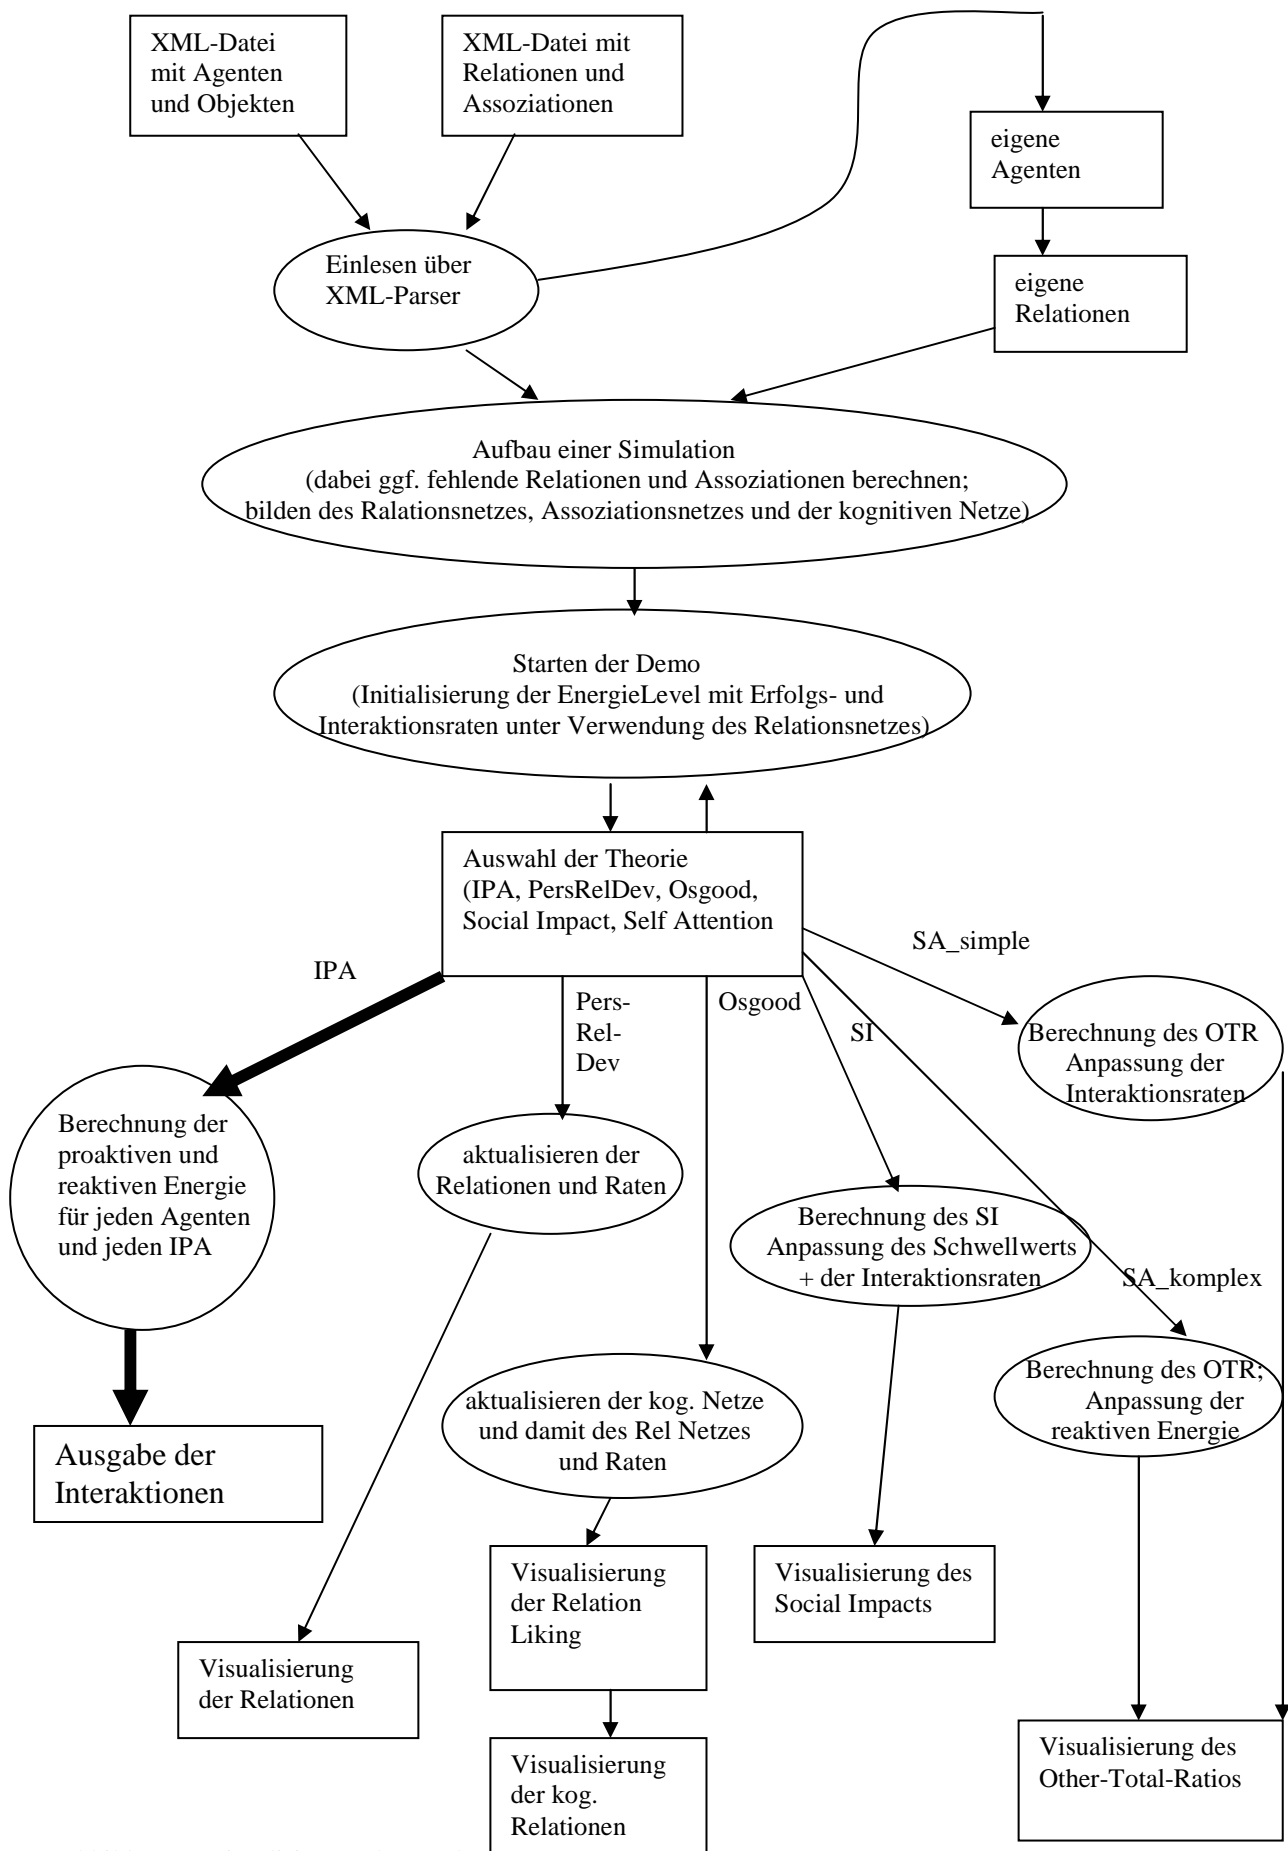 XML-Datei
mit Agenten
und Objekten
XML-Datei mit
Relationen und
Assoziationen
eigene
Agenten
Einlesen über
XML-Parser
eigene
Relationen
Aufbau einer Simulation
(dabei ggf. fehlende Relationen und Assoziationen berechnen;
bilden des Ralationsnetzes, Assoziationsnetzes und der kognitiven Netze)
Starten der Demo
(Initialisierung der EnergieLevel mit Erfolgs- und
Interaktionsraten unter Verwendung des Relationsnetzes)
Auswahl der Theorie
(IPA, PersRelDev, Osgood,
Social Impact, Self Attention
IPA
Pers-
Rel-
Dev
Osgood
SI
SA_simple
SA_komplex
Berechnung des OTR
Anpassung der
Interaktionsraten
Berechnung der
proaktiven und
reaktiven Energie
für jeden Agenten
und jeden IPA
aktualisieren der
Relationen und Raten
Berechnung des SI
Anpassung des Schwellwerts
+ der Interaktionsraten
aktualisieren der kog. Netze
und damit des Rel Netzes
und Raten
Berechnung des OTR;
Anpassung der
reaktiven Energie
Ausgabe der
Interaktionen
Visualisierung
der Relationen
Visualisierung
der Relation
Liking
Visualisierung des
Social Impacts
Visualisierung
der kog.
Relationen
Visualisierung des
Other-Total-Ratios